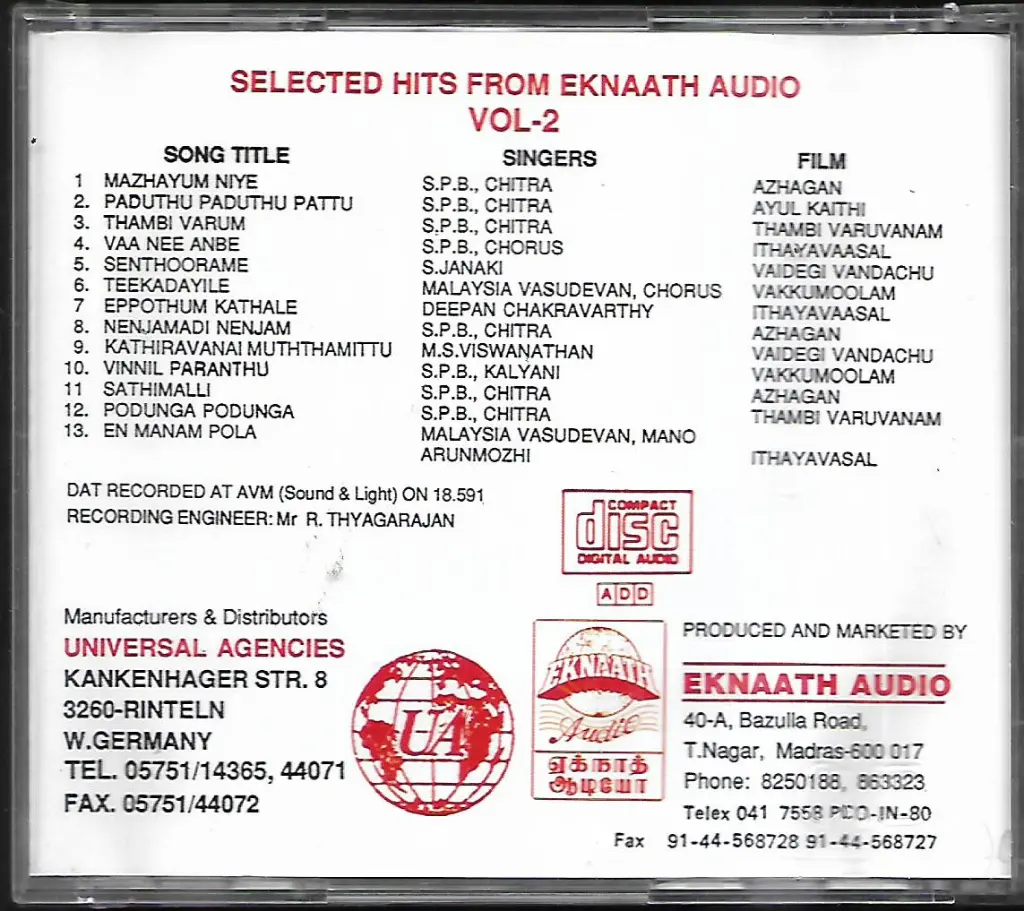 SELECTED HITS FROM EKNAATH AUDIO
VOL-2
SONG TITLE SINGERS FILM
1 MAZHAYUM NIYE S.P.B., CHITRA AZHAGAN
2. PADUTHU PADUTHU PATTU S.P.B., CHITRA AYUL KAITHI
3. THAMBI VARUM S.P.B., CHITRA THAMBI VARUVANAM
4. VAA NEE ANBE S.P.B., CHORUS ITHAYAVAASAL
5. SENTHOORAME S.JANAKI VAIDEGI VANDACHU
6. TEEKADAYILE MALAYSIA VASUDEVAN, CHORUS VAKKUMOOLAM
7 EPPOTHUM KATHALE DEEPAN CHAKRAVARTHY ITHAYAVAASAL
8. NENJAMADI NENJAM S.P.B., CHITRA AZHAGAN
9. KATHIRAVANAI MUTHTHAMITTU M.S.VISWANATHAN VAIDEGI VANDACHU
10. VINNIL PARANTHU S.P.B., KALYANI VAKKUMOOLAM
11 SATHIMALLI S.P.B., CHITRA AZHAGAN
12. PODUNGA PODUNGA S.P.B., CHITRA THAMBI VARUVANAM
13. EN MANAM POLA MALAYSIA VASUDEVAN, MANO
ARUNMOZHI ITHAYAVASAL
DAT RECORDED AT AVM (Sound & Light) ON 18.591
RECORDING ENGINEER: Mr R. THYAGARAJAN
COMPACT
disc
DIGITAL AUDIO
ADD
Manufacturers & Distributors
UNIVERSAL AGENCIES
KANKENHAGER STR. 8
3260-RINTELN
W.GERMANY
TEL. 05751/14365, 44071
FAX. 05751/44072
UA
EKNAATH
Audio
ஏக்நாத்
ஆடியோ
PRODUCED AND MARKETED BY
EKNAATH AUDIO
40-A, Bazulla Road,
T.Nagar, Madras-600 017
Phone: 8250188, 863323
Telex 041 7558 PCO-IN-80
Fax 91-44-568728 91-44-568727